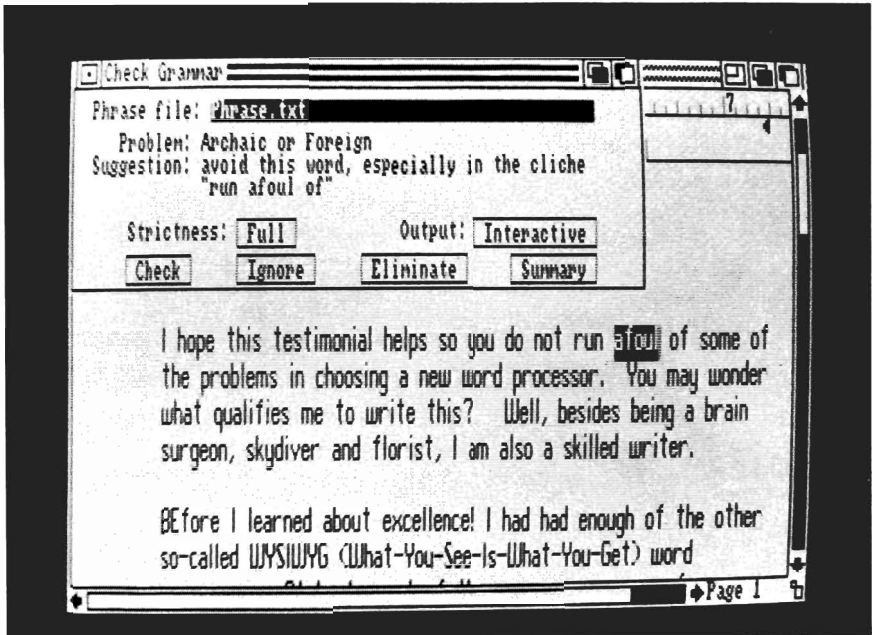 Check Grammar
7
Phrase file: Phrase.txt
Problem: Archaic or Foreign
Suggestion: avoid this word, especially in the cliche
"run afoul of"
Strictness: Full Output: Interactive
Check Ignore Eliminate Summary
I hope this testimonial helps so you do not run afoul of some of
the problems in choosing a new word processor. You may wonder
what qualifies me to write this? Well, besides being a brain
surgeon, skydiver and florist, I am also a skilled writer.
BEfore I learned about excellence! I had had enough of the other
so-called WYSIWYG (What-You-See-Is-What-You-Get) word
Page 1